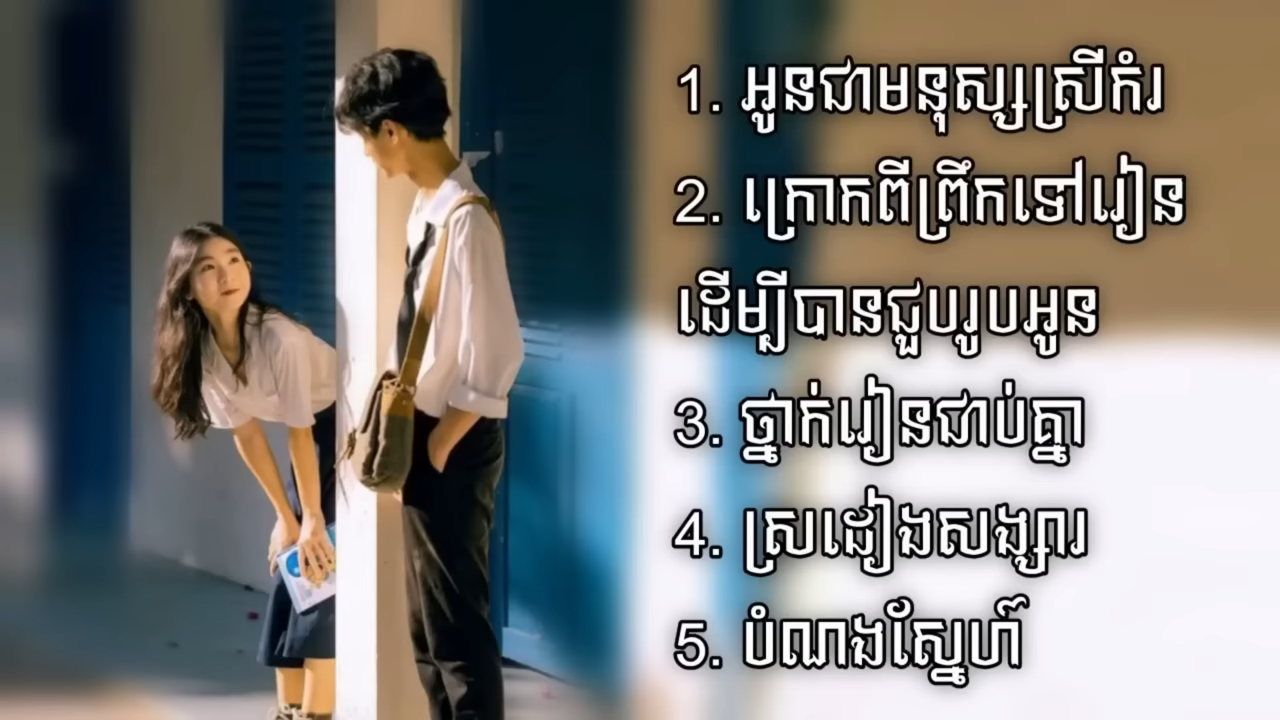 1. អូនជាមនុស្សស្រីកំរ
2. ក្រោកពីព្រឹកទៅរៀន
ដើម្បីបានជួបរូបអូន
3. ថ្នាក់រៀនជាប់គ្នា
4. ស្រដៀងសង្សារ
5. បំណងស្នែហ៍